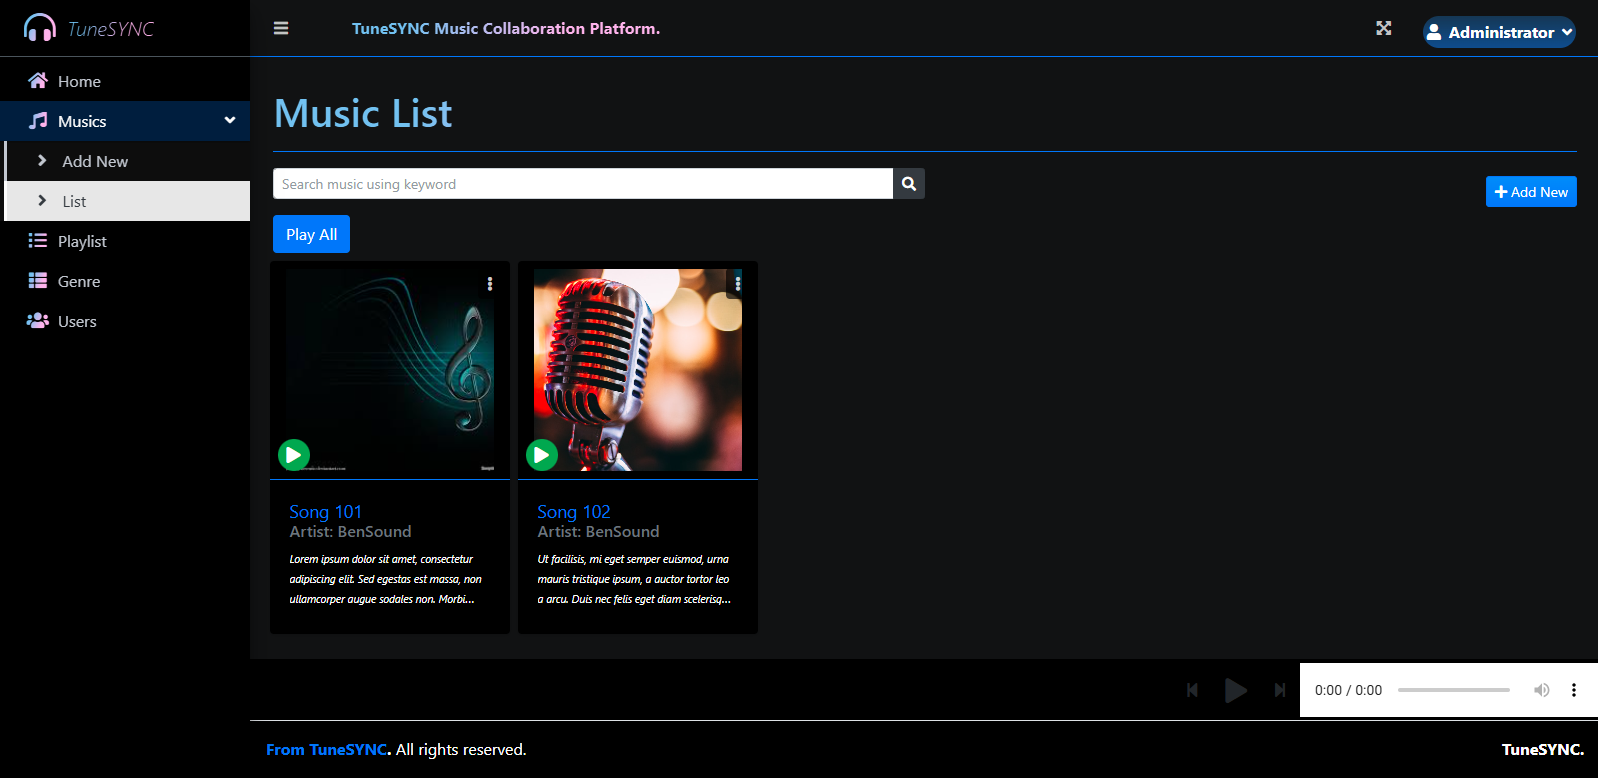 TuneSYNC
TuneSYNC Music Collaboration Platform.
Administrator
Home
Musics
Add New
List
Playlist
Genre
Users
Music List
Search music using keyword
Add New
Play All
Song 101
Artist: BenSound
Lorem ipsum dolor sit amet, consectetur
adipiscing elit. Sed egestas est massa, non
ullamcorper augue sodales non. Morbi...
Song 102
Artist: BenSound
Ut facilisis, mi eget semper euismod, urna
mauris tristique ipsum, a auctor tortor leo
a arcu. Duis nec felis eget diam scelerisq...
0:00 / 0:00
From TuneSYNC. All rights reserved.
TuneSYNC.